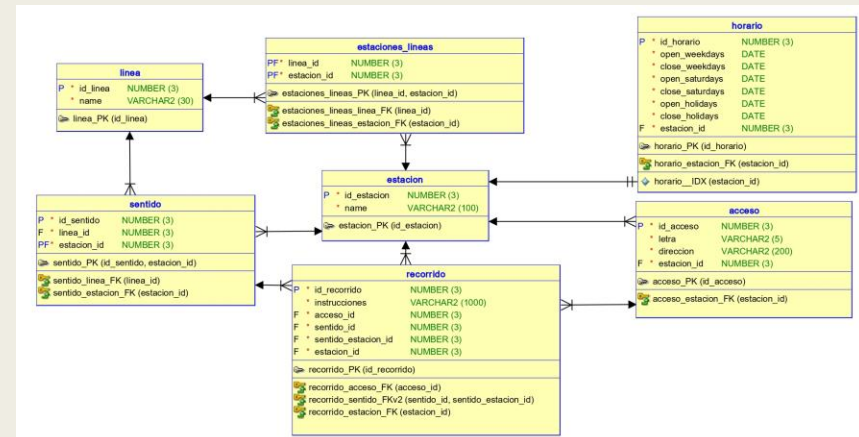 linea
P * id_linea NUMBER (3)
* name VARCHAR2 (30)
linea_PK (id_linea)
estaciones_lineas
PF* linea_id NUMBER (3)
PF* estacion_id NUMBER (3)
estaciones_lineas_PK (linea_id, estacion_id)
estaciones_lineas_linea_FK (linea_id)
estaciones_lineas_estacion_FK (estacion_id)
horario
P * id_horario NUMBER (3)
* open_weekdays DATE
* close_weekdays DATE
* open_saturdays DATE
* close_saturdays DATE
* open_holidays DATE
* close_holidays DATE
F * estacion_id NUMBER (3)
horario_PK (id_horario)
horario_estacion_FK (estacion_id)
horario__IDX (estacion_id)
estacion
P * id_estacion NUMBER (3)
* name VARCHAR2 (100)
estacion_PK (id_estacion)
sentido
P * id_sentido NUMBER (3)
F * linea_id NUMBER (3)
PF* estacion_id NUMBER (3)
sentido_PK (id_sentido, estacion_id)
sentido_linea_FK (linea_id)
sentido_estacion_FK (estacion_id)
acceso
P * id_acceso NUMBER (3)
* letra VARCHAR2 (5)
* direccion VARCHAR2 (200)
F * estacion_id NUMBER (3)
acceso_PK (id_acceso)
acceso_estacion_FK (estacion_id)
recorrido
P * id_recorrido NUMBER (3)
* instrucciones VARCHAR2 (1000)
F * acceso_id NUMBER (3)
F * sentido_id NUMBER (3)
F * sentido_estacion_id NUMBER (3)
F * estacion_id NUMBER (3)
recorrido_PK (id_recorrido)
recorrido_acceso_FK (acceso_id)
recorrido_sentido_FKv2 (sentido_id, sentido_estacion_id)
recorrido_estacion_FK (estacion_id)